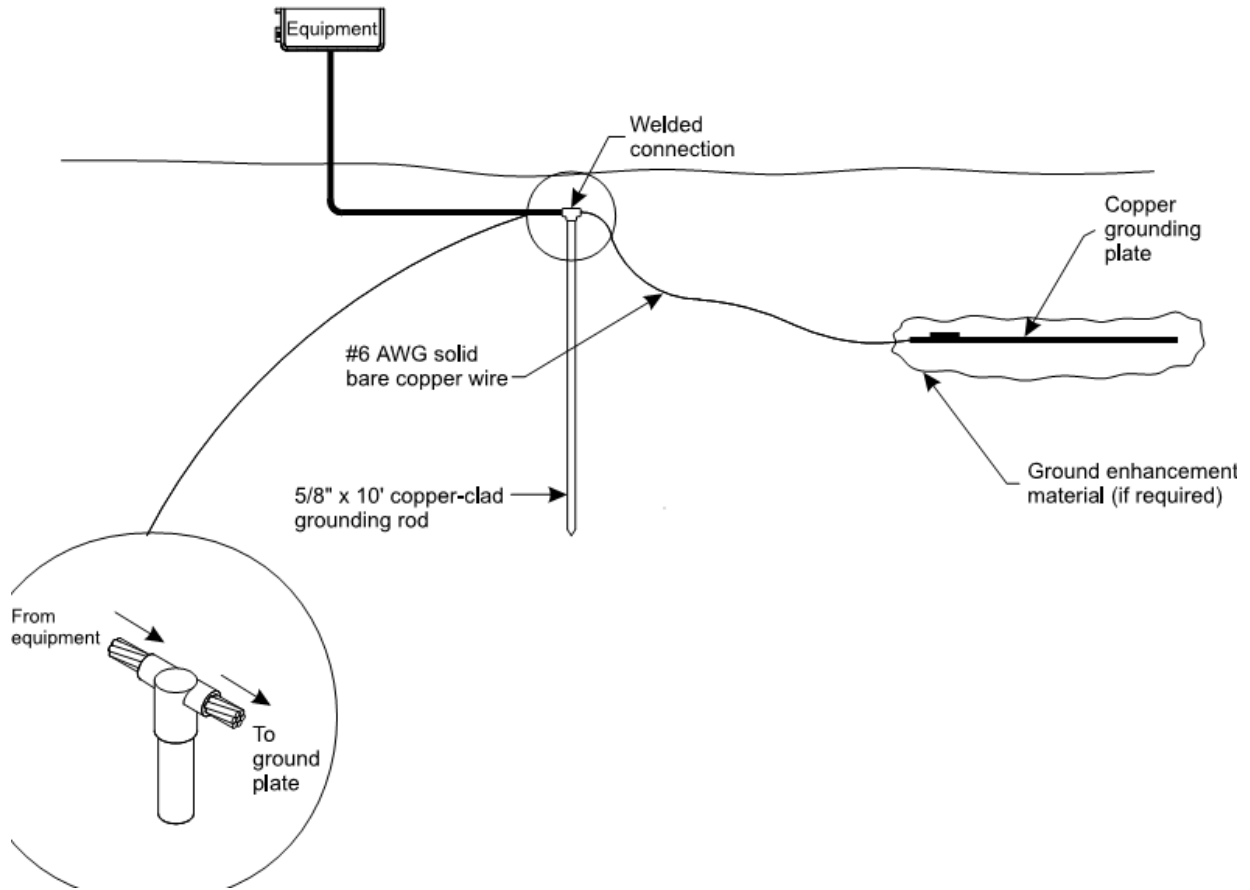 Equipment
Welded
connection
Copper
grounding
plate
#6 AWG solid
bare copper wire
5/8" x 10' copper-clad
grounding rod
Ground enhancement
material (if required)
From
equipment
To
ground
plate